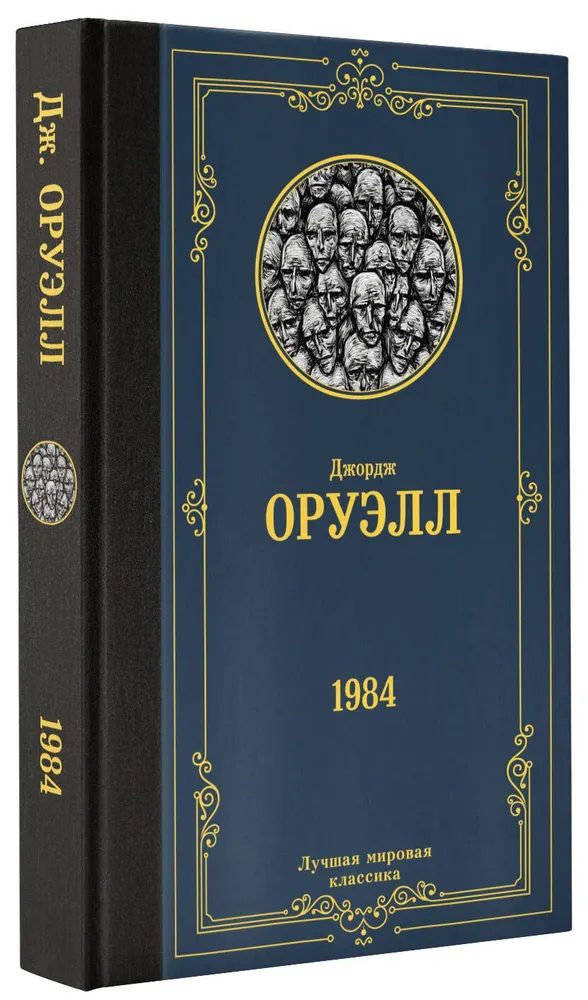 Дж. ОРУЭЛЛ
1984
Джордж
ОРУЭЛЛ
1984
Лучшая мировая
классика